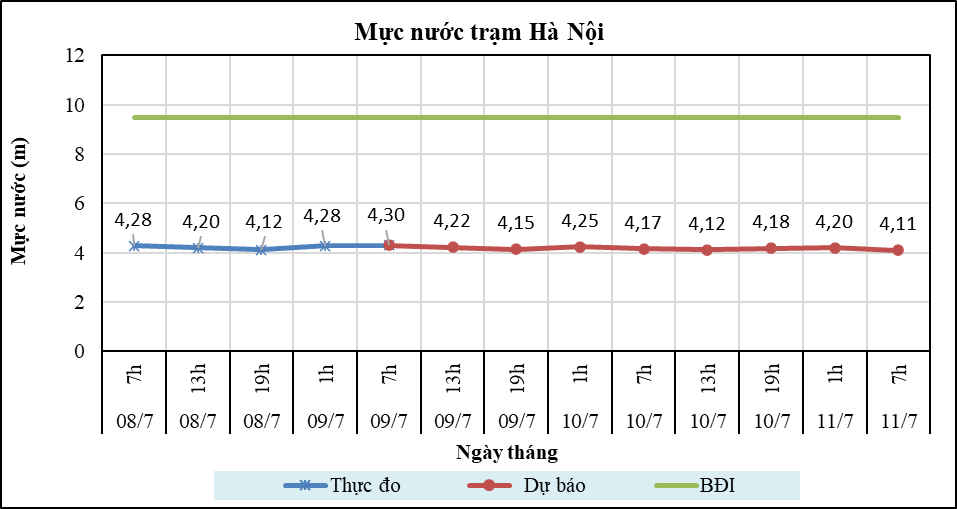 Mực nước trạm Hà Nội
12
10
8
6
4
2
0
Mực nước (m)
4,28 4,20 4,12 4,28 4,30 4,22 4,15 4,25 4,17 4,12 4,18 4,20 4,11
7h 13h 19h 1h 7h 13h 19h 1h 7h 13h 19h 1h 7h
08/7 08/7 08/7 09/7 09/7 09/7 09/7 10/7 10/7 10/7 10/7 11/7 11/7
Ngày tháng
Thực đo Dự báo BĐI